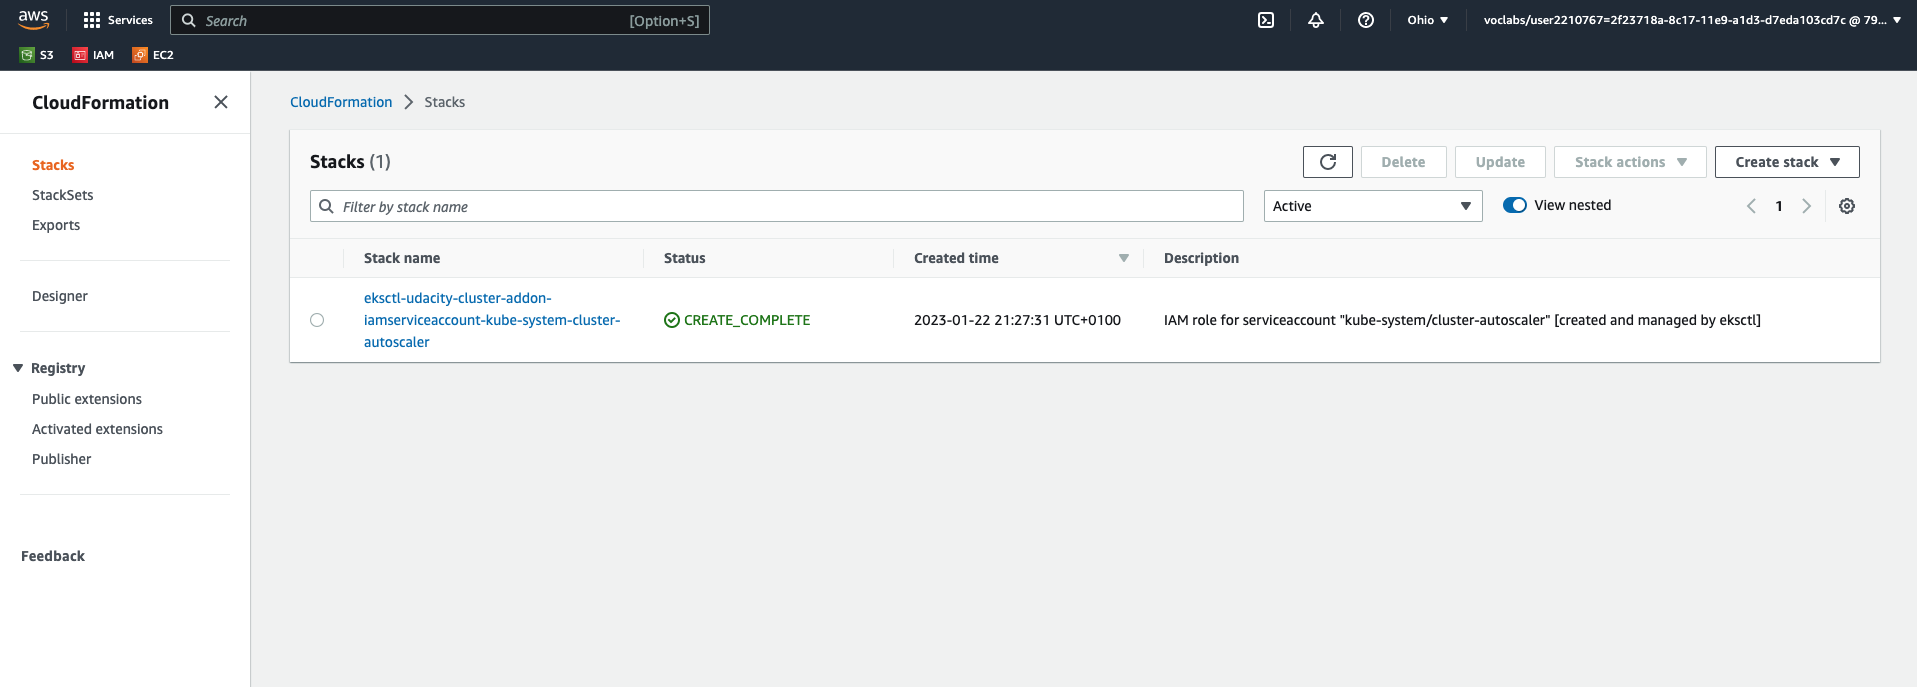 aws
Services
Search
[Option+S]
Ohio
voclabs/user2210767=2f23718a-8c17-11e9-a1d3-d7eda103cd7c @ 79...
S3
IAM
EC2
CloudFormation
Stacks
StackSets
Exports
Designer
Registry
Public extensions
Activated extensions
Publisher
Feedback
CloudFormation
Stacks
Stacks (1)
Delete
Update
Stack actions
Create stack
Filter by stack name
Active
View nested
1
Stack name
Status
Created time
Description
eksctl-udacity-cluster-addon-
iamserviceaccount-kube-system-cluster-
autoscaler
CREATE_COMPLETE
2023-01-22 21:27:31 UTC+0100
IAM role for serviceaccount "kube-system/cluster-autoscaler" [created and managed by eksctl]